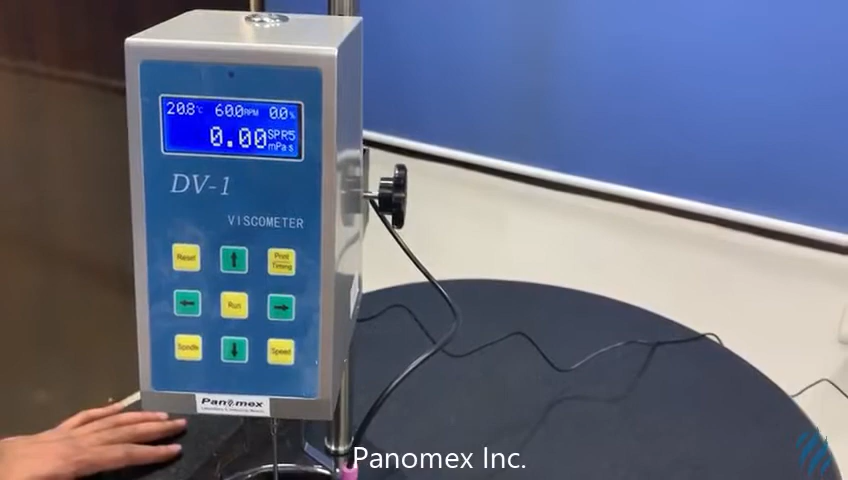 20.8°C 60.0RPM 0.0%
0.00 SPR5
mPa s
DV-1
VISCOMETER
Reset
Print
Timing
Run
Spindle
Speed
Panomex
Panomex Inc.